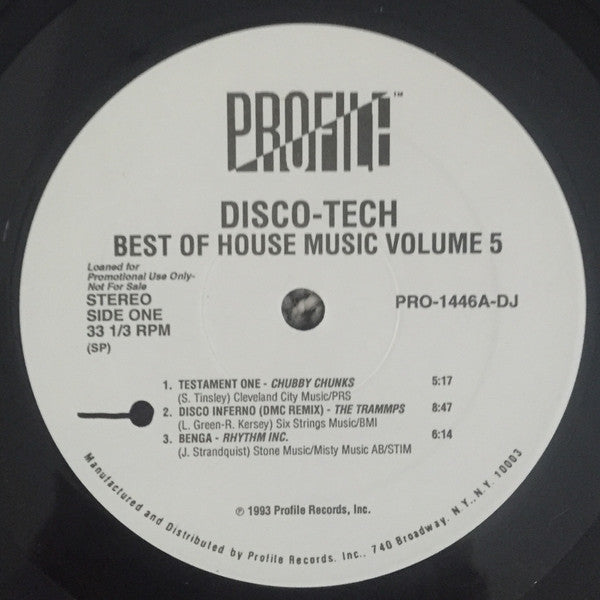 PROFILE™
DISCO-TECH
BEST OF HOUSE MUSIC VOLUME 5
Loaned for
Promotional Use Only-
Not For Sale
STEREO
SIDE ONE
33 1/3 RPM
(SP)
PRO-1446A-DJ
1. TESTAMENT ONE - CHUBBY CHUNKS 5:17
(S. Tinsley) Cleveland City Music/PRS
2. DISCO INFERNO (DMC REMIX) - THE TRAMMPS 8:47
(L. Green-R. Kersey) Six Strings Music/BMI
3. BENGA - RHYTHM INC. 6:14
(J. Strandquist) Stone Music/Misty Music AB/STIM
℗ 1993 Profile Records, Inc.
Manufactured and Distributed by Profile Records. Inc., 740 Broadway, N.Y., N.Y. 10003